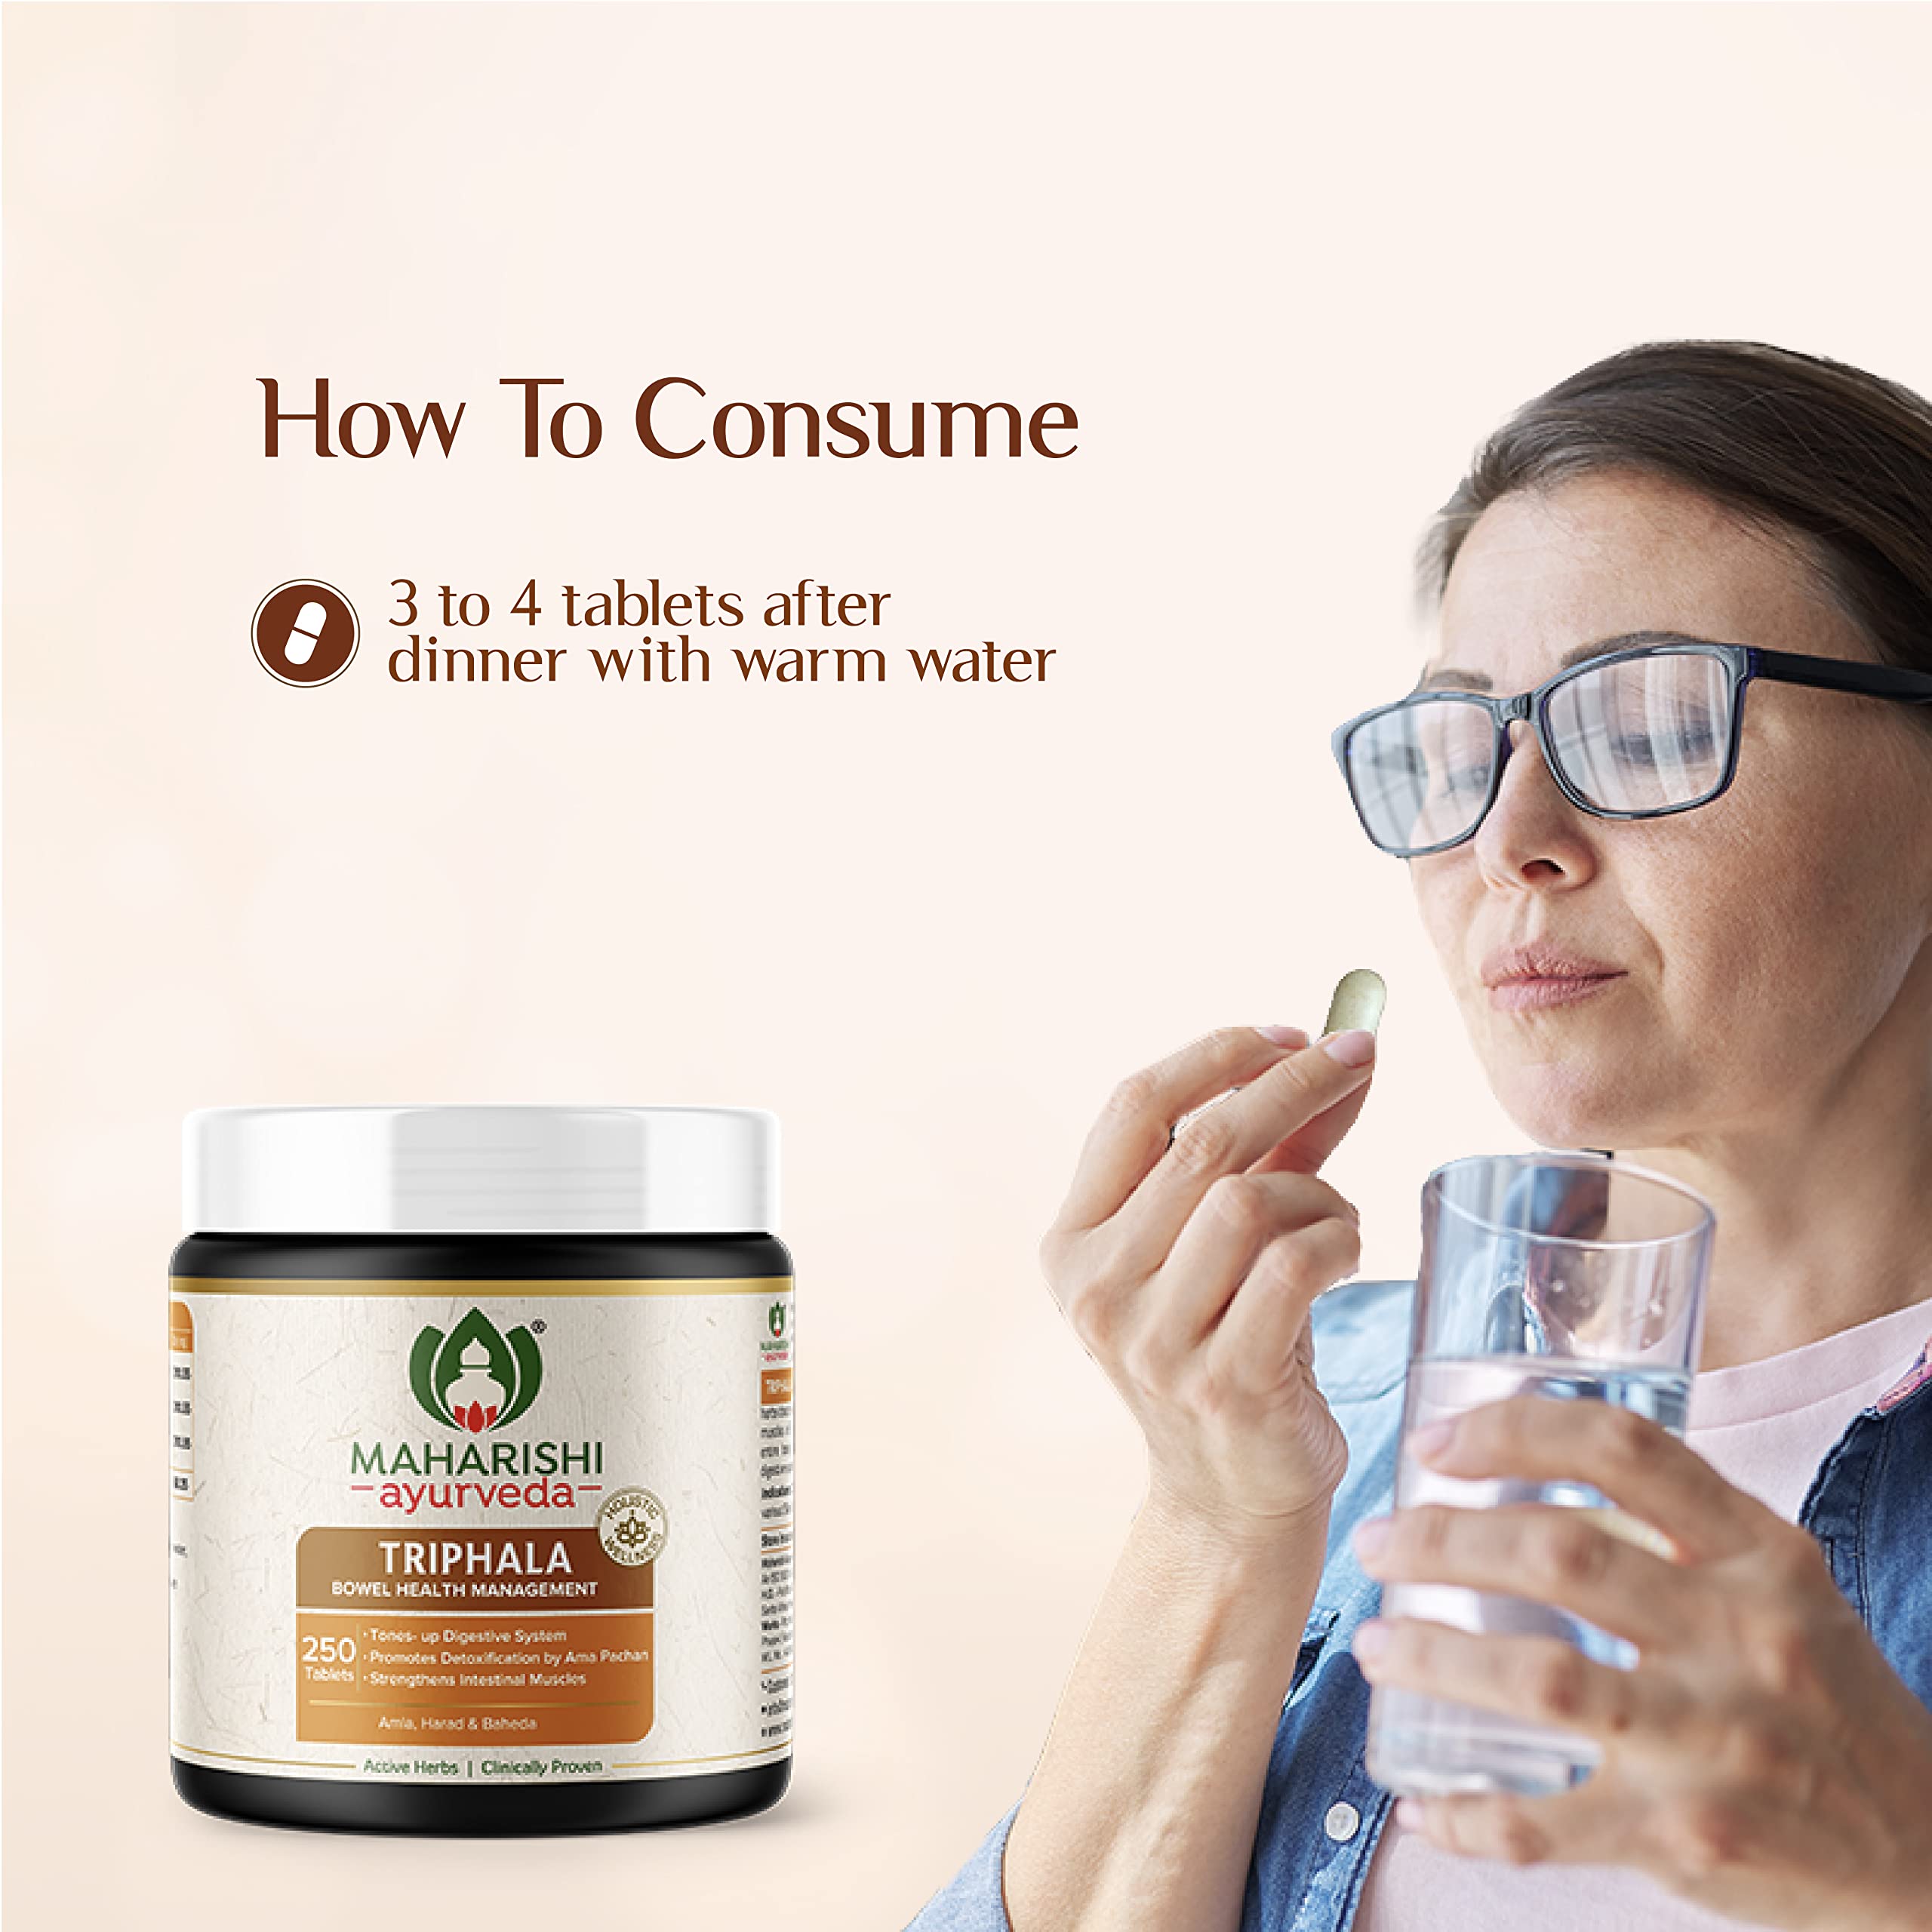 How To Consume
3 to 4 tablets after
dinner with warm water
®
MAHARISHI
ayurveda
HOLISTIC
WELLNESS
TRIPHALA
BOWEL HEALTH MANAGEMENT
250
Tablets
• Tones- up Digestive System
• Promotes Detoxification by Ama Pachan
• Strengthens Intestinal Muscles
Amla, Harad & Baheda
Active Herbs | Clinically Proven